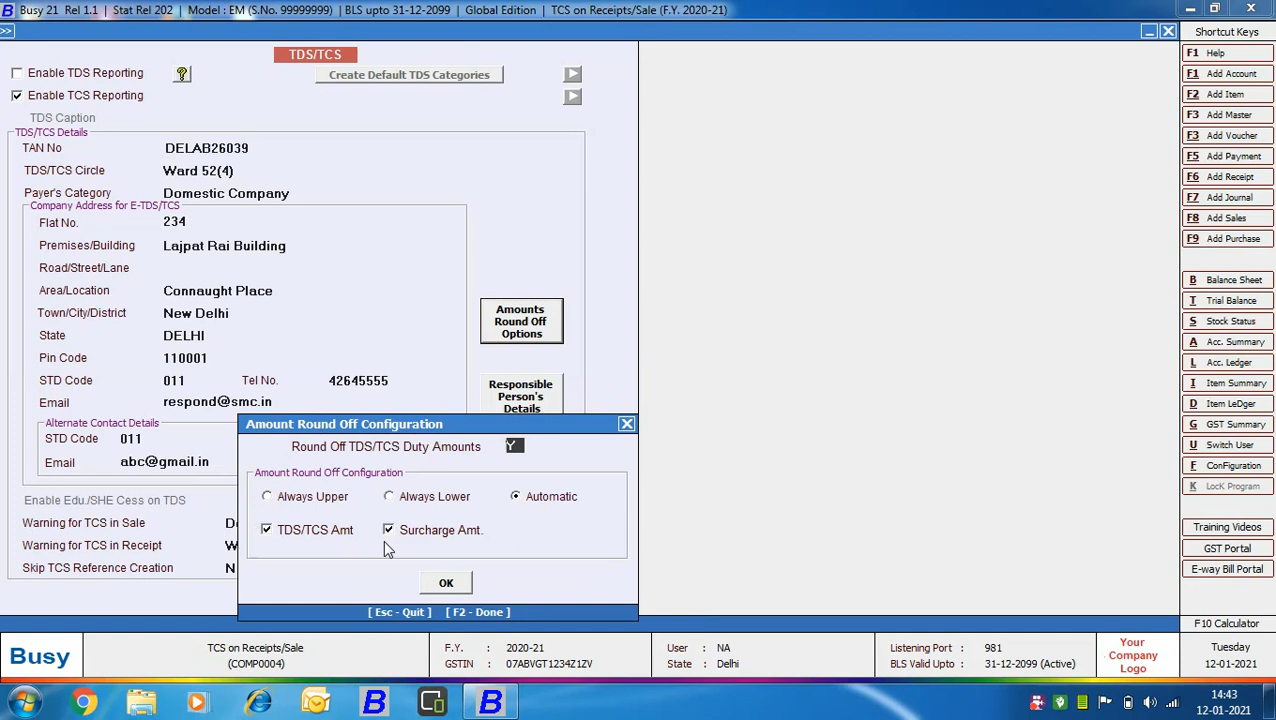 Busy 21 Rel 1.1 | Stat Rel 202 | Model : EM (S.No. 99999999) | BLS upto 31-12-2099 | Global Edition | TCS on Receipts/Sale (F.Y. 2020-21)
>>
Shortcut Keys
TDS/TCS
Enable TDS Reporting ? Create Default TDS Categories
Enable TCS Reporting
TDS Caption
TDS/TCS Details
TAN No DELAB26039
TDS/TCS Circle Ward 52(4)
Payer's Category Domestic Company
Company Address for E-TDS/TCS
Flat No. 234
Premises/Building Lajpat Rai Building
Road/Street/Lane
Area/Location Connaught Place
Town/City/District New Delhi
State DELHI
Pin Code 110001
STD Code 011 Tel No. 42645555
Email respond@smc.in
Alternate Contact Details
STD Code 011
Email abc@gmail.in
Enable Edu./SHE Cess on TDS
Warning for TCS in Sale
Warning for TCS in Receipt
Skip TCS Reference Creation
Amounts
Round Off
Options
Responsible
Person's
Details
Amount Round Off Configuration
Round Off TDS/TCS Duty Amounts Y
Amount Round Off Configuration
Always Upper Always Lower Automatic
TDS/TCS Amt Surcharge Amt.
OK
[ Esc - Quit ] [ F2 - Done ]
F1 Help
F1 Add Account
F2 Add Item
F3 Add Master
F3 Add Voucher
F5 Add Payment
F6 Add Receipt
F7 Add Journal
F8 Add Sales
F9 Add Purchase
B Balance Sheet
T Trial Balance
S Stock Status
A Acc. Summary
L Acc. Ledger
I Item Summary
D Item LeDger
G GST Summary
U Switch User
F ConFiguration
K LocK Program
Training Videos
GST Portal
E-way Bill Portal
F10 Calculator
Busy
TCS on Receipts/Sale
(COMP0004)
F.Y. : 2020-21
GSTIN : 07ABVGT1234Z1ZV
User : NA
State : Delhi
Listening Port : 981
BLS Valid Upto : 31-12-2099 (Active)
Your
Company
Logo
Tuesday
12-01-2021
14:43
12-01-2021